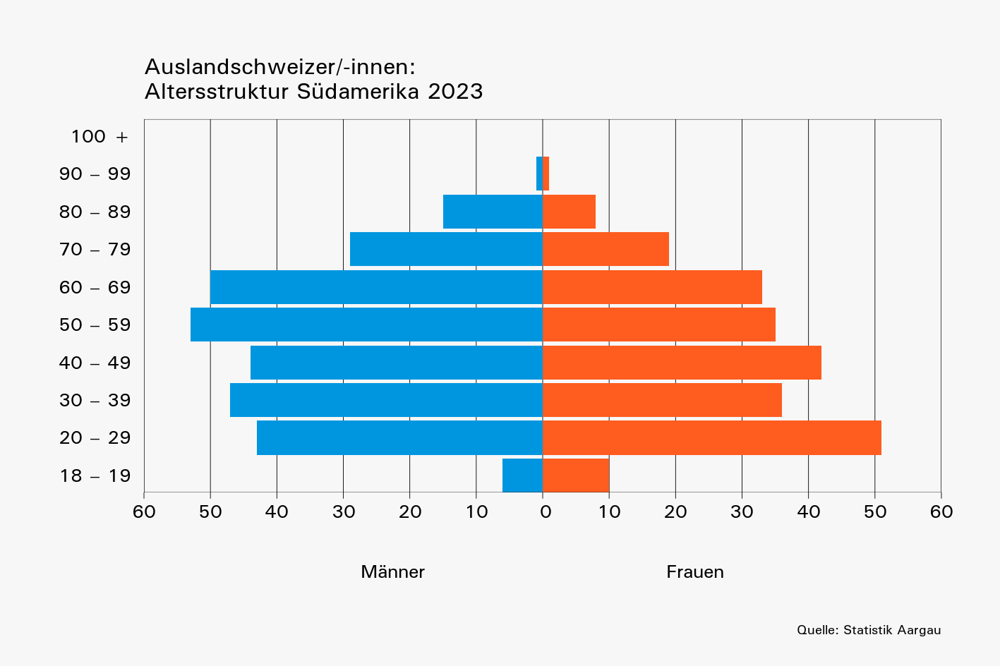 Auslandschweizer/-innen:
Altersstruktur Südamerika 2023
100 +
90 – 99
80 – 89
70 – 79
60 – 69
50 – 59
40 – 49
30 – 39
20 – 29
18 – 19
60 50 40 30 20 10 0 10 20 30 40 50 60
Männer Frauen
Quelle: Statistik Aargau